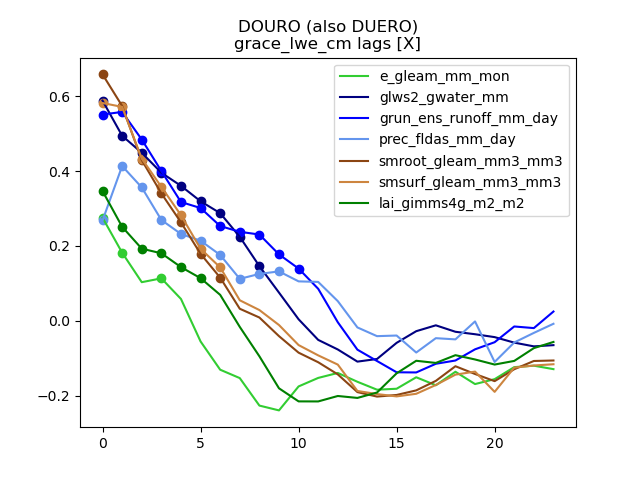 DOURO (also DUERO)
grace_lwe_cm lags [X]
e_gleam_mm_mon
glws2_gwater_mm
grun_ens_runoff_mm_day
prec_fldas_mm_day
smroot_gleam_mm3_mm3
smsurf_gleam_mm3_mm3
lai_gimms4g_m2_m2
0.6
0.4
0.2
0.0
−0.2
0 5 10 15 20